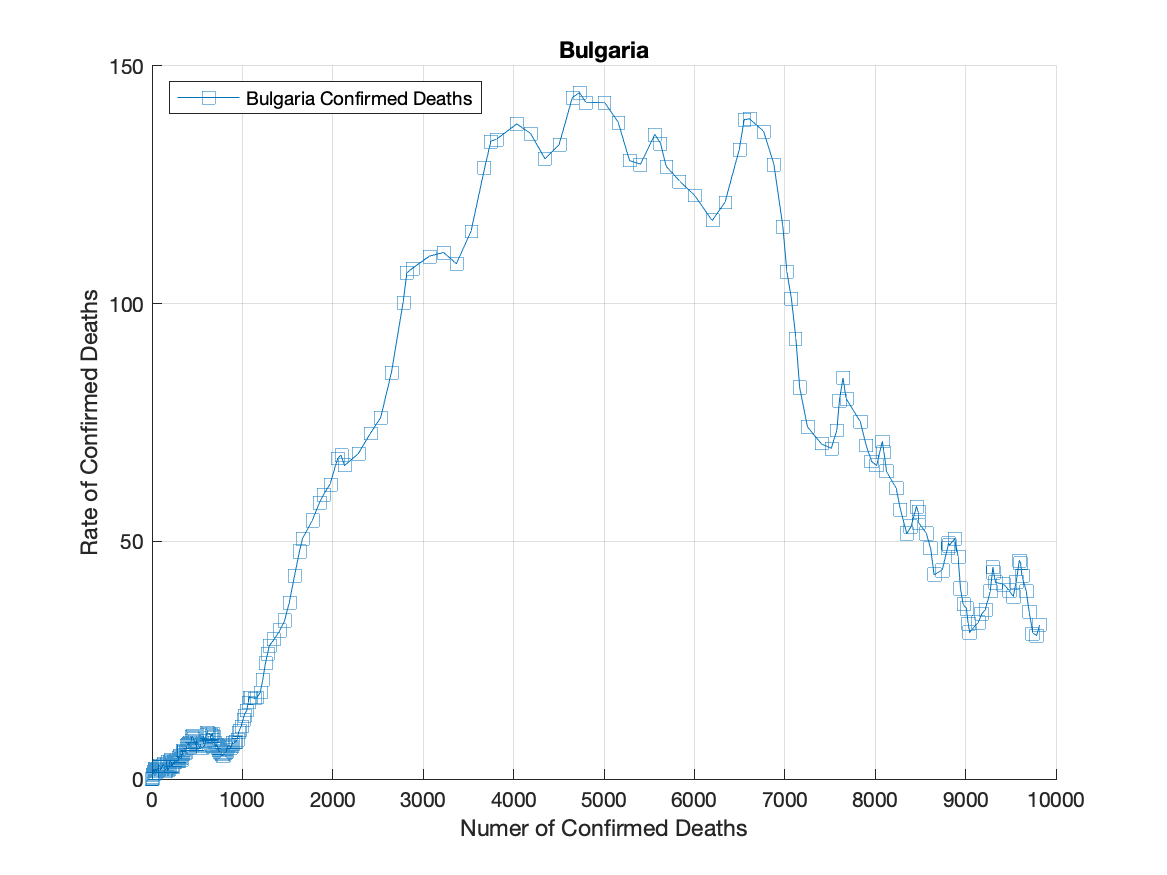 Bulgaria
Bulgaria Confirmed Deaths
150
100
50
0
Rate of Confirmed Deaths
0 1000 2000 3000 4000 5000 6000 7000 8000 9000 10000
Numer of Confirmed Deaths